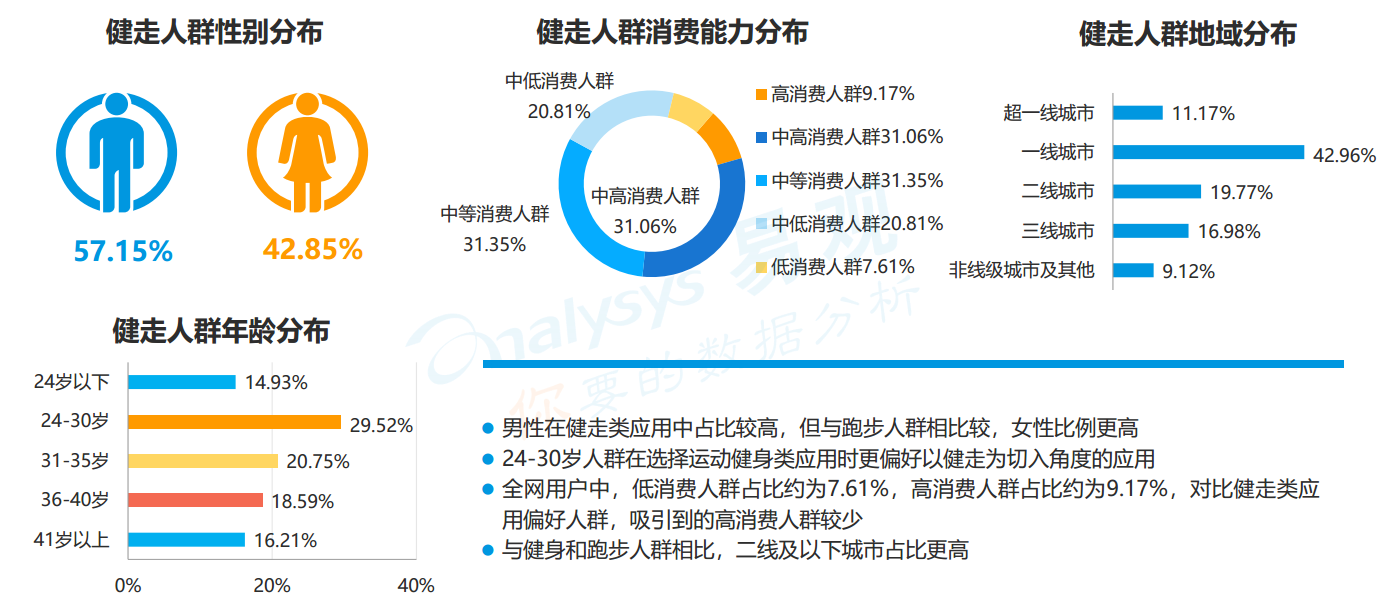 健走人群性别分布
57.15%
42.85%
健走人群消费能力分布
中低消费人群
20.81%
中等消费人群
31.35%
中高消费人群
31.06%
高消费人群9.17%
中高消费人群31.06%
中等消费人群31.35%
中低消费人群20.81%
低消费人群7.61%
健走人群地域分布
超一线城市 11.17%
一线城市 42.96%
二线城市 19.77%
三线城市 16.98%
非线级城市及其他 9.12%
健走人群年龄分布
24岁以下 14.93%
24-30岁 29.52%
31-35岁 20.75%
36-40岁 18.59%
41岁以上 16.21%
0% 20% 40%
Analysys 易观
你要的数据分析
男性在健走类应用中占比较高，但与跑步人群相比较，女性比例更高
24-30岁人群在选择运动健身类应用时更偏好以健走为切入角度的应用
全网用户中，低消费人群占比约为7.61%，高消费人群占比约为9.17%，对比健走类应
用偏好人群，吸引到的高消费人群较少
与健身和跑步人群相比，二线及以下城市占比更高